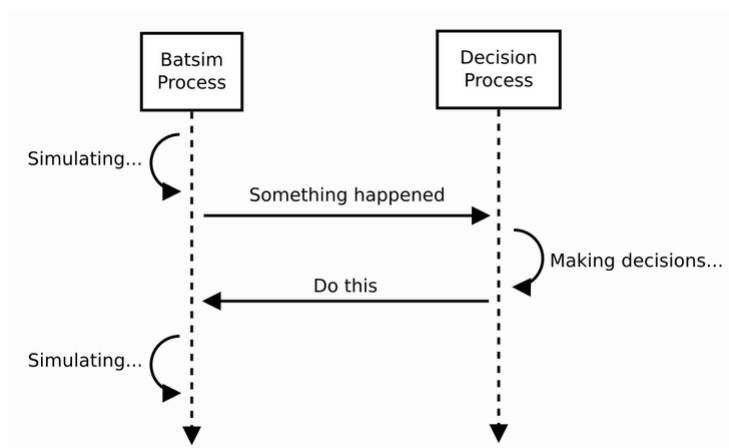 Batsim
Process
Decision
Process
Simulating...
Something happened
Making decisions...
Do this
Simulating...